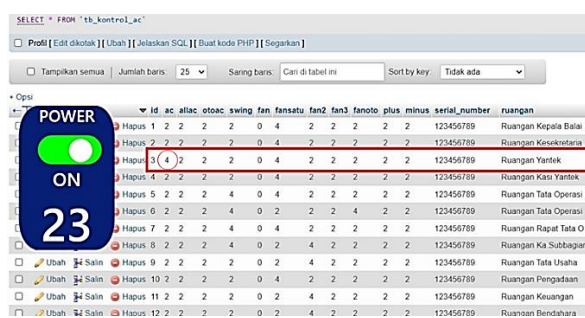 SELECT * FROM `tb_kontrol_ac`
Profil [ Edit dikotak ] [ Ubah ] [ Jelaskan SQL ] [ Buat kode PHP ] [ Segarkan ]
Tampilkan semua | Jumlah baris: 25 Saring baris: Cari di tabel ini Sort by key: Tidak ada
+ Opsi
id ac allac otoac swing fan fansatu fan2 fan3 fanoto plus minus serial_number ruangan
POWER
ON
23
Hapus 1 2 2 2 2 0 4 2 2 2 2 2 123456789 Ruangan Kepala Balai
Hapus 2 2 2 2 2 0 4 2 2 2 2 2 123456789 Ruangan Kesekretaria
Hapus 3 4 2 2 2 0 4 2 2 2 2 2 123456789 Ruangan Yantek
Hapus 4 2 2 2 2 0 4 2 2 2 2 2 123456789 Ruangan Kasi Yantek
Hapus 5 2 2 2 4 0 4 2 2 2 2 2 123456789 Ruangan Tata Operasi
Hapus 6 2 2 2 4 0 2 2 2 4 2 2 123456789 Ruangan Tata Operasi
Hapus 7 2 2 2 4 0 4 2 2 2 2 2 123456789 Ruangan Rapat Tata O
Hapus 8 2 2 2 4 0 2 4 2 2 2 2 123456789 Ruangan Ka.Subbagian
Ubah Salin Hapus 9 2 2 2 2 0 2 4 2 2 2 2 123456789 Ruangan Tata Usaha
Ubah Salin Hapus 10 2 2 2 2 0 4 2 2 2 2 2 123456789 Ruangan Pengadaan
Ubah Salin Hapus 11 2 2 2 2 0 2 4 2 2 2 2 123456789 Ruangan Keuangan
Ubah Salin Hapus 12 2 2 2 2 0 2 4 2 2 2 2 123456789 Ruangan Bendahara